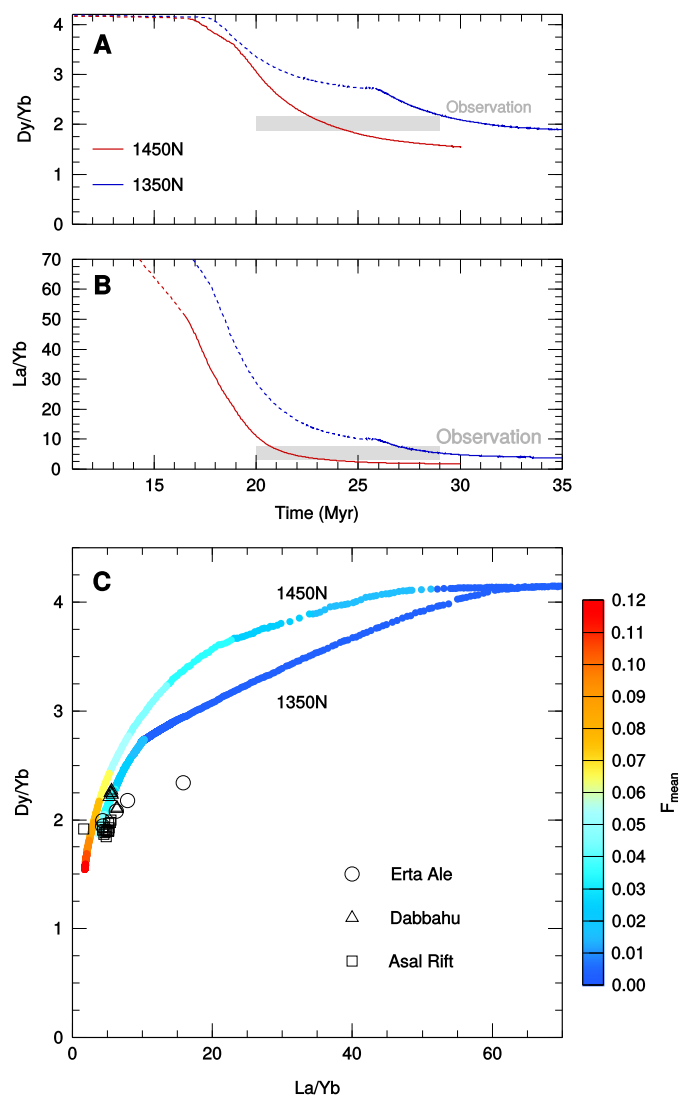 A
4
3
2
1
0
Dy/Yb
Observation
1450N
1350N
B
70
60
50
40
30
20
10
0
La/Yb
Observation
15 20 25 30 35
Time (Myr)
C
4
3
2
1
0
Dy/Yb
1450N
1350N
Erta Ale
Dabbahu
Asal Rift
0 20 40 60
La/Yb
0.12
0.11
0.10
0.09
0.08
0.07
0.06
0.05
0.04
0.03
0.02
0.01
0.00
Fmean